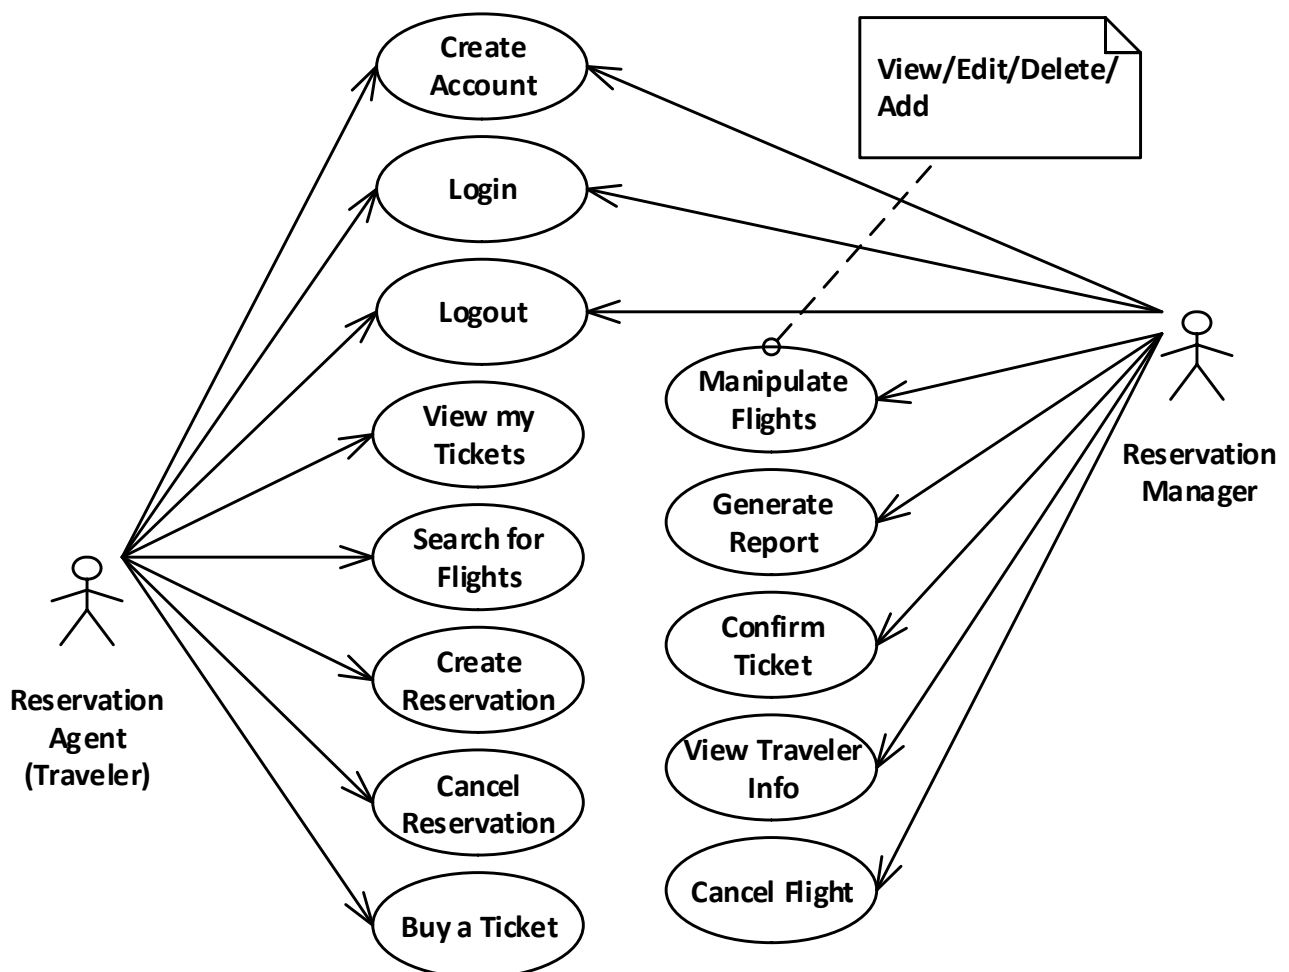 Create
Account
View/Edit/Delete/
Add
Login
Logout
Manipulate
Flights
View my
Tickets
Reservation
Manager
Generate
Report
Search for
Flights
Confirm
Ticket
Create
Reservation
Reservation
Agent
(Traveler)
View Traveler
Info
Cancel
Reservation
Cancel Flight
Buy a Ticket